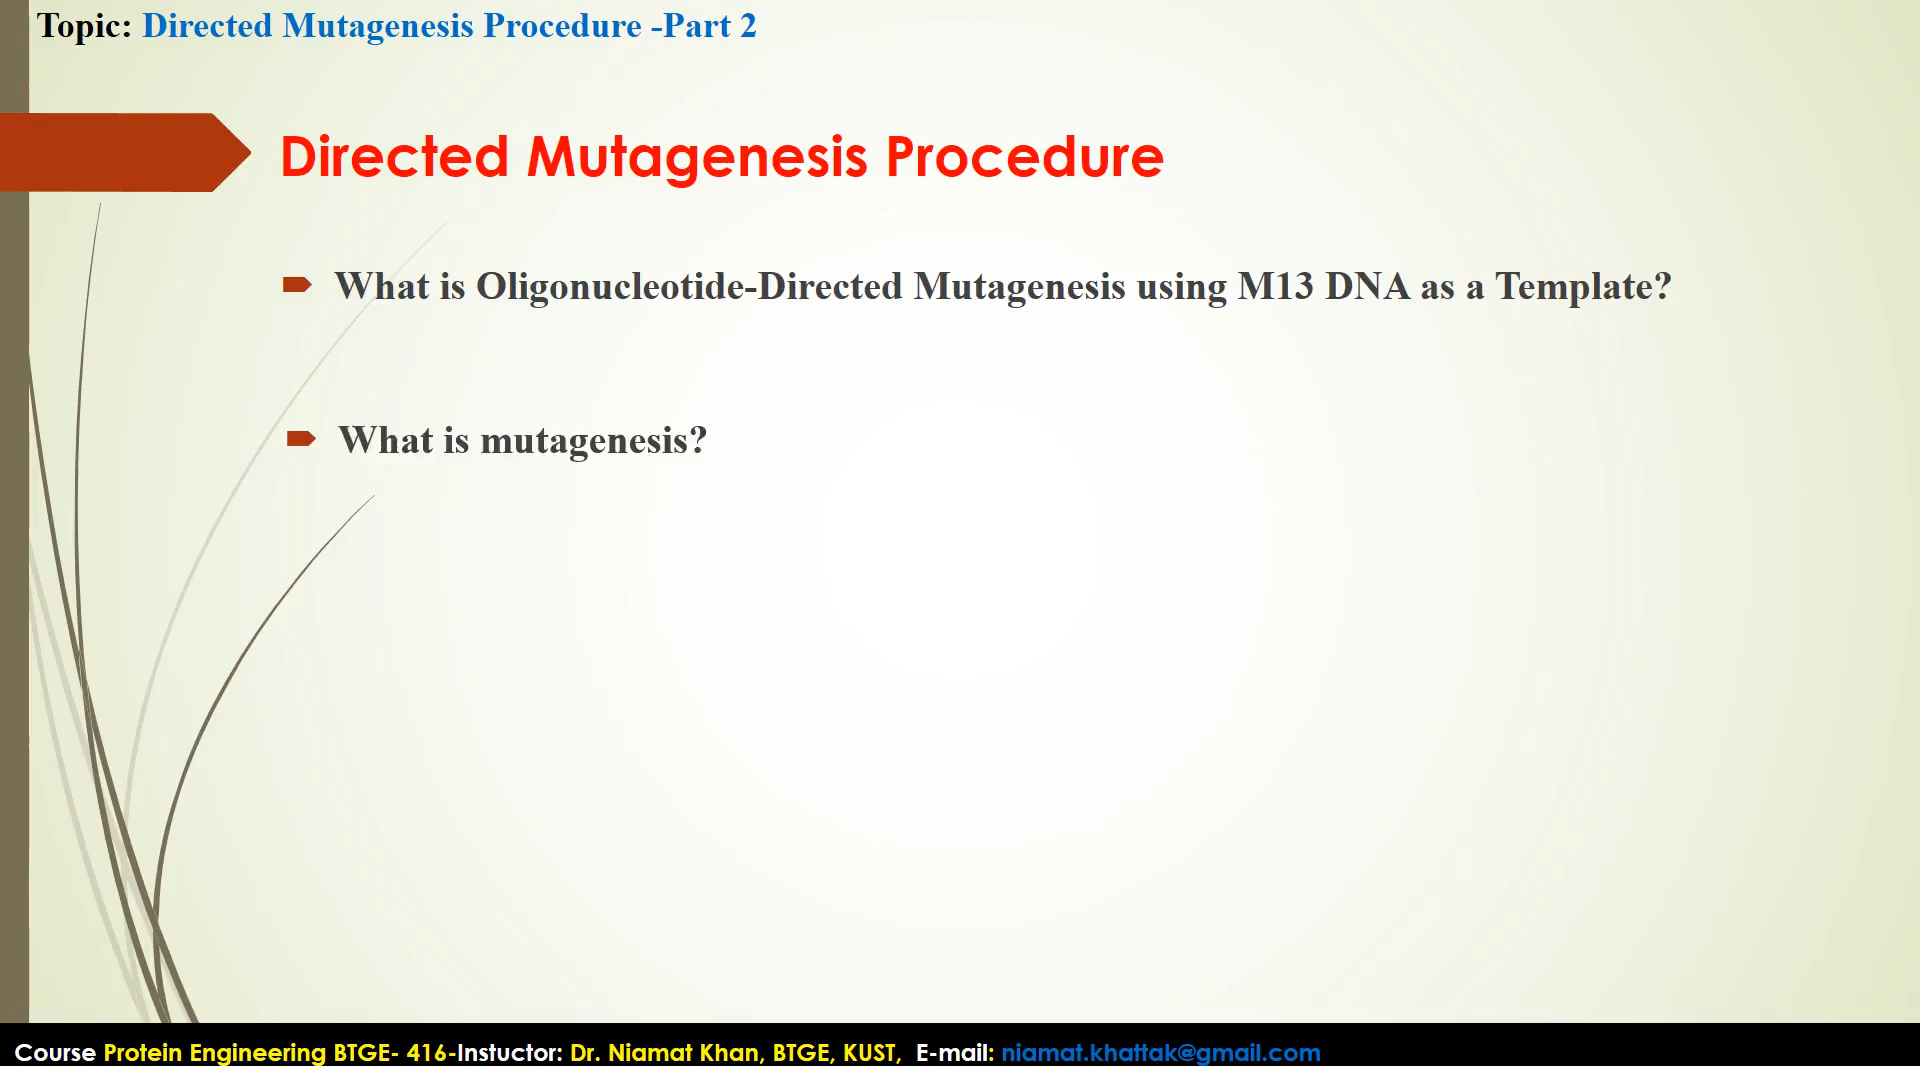 Topic: Directed Mutagenesis Procedure -Part 2
Directed Mutagenesis Procedure
What is Oligonucleotide-Directed Mutagenesis using M13 DNA as a Template?
What is mutagenesis?
Course Protein Engineering BTGE- 416-Instuctor: Dr. Niamat Khan, BTGE, KUST, E-mail: niamat.khattak@gmail.com